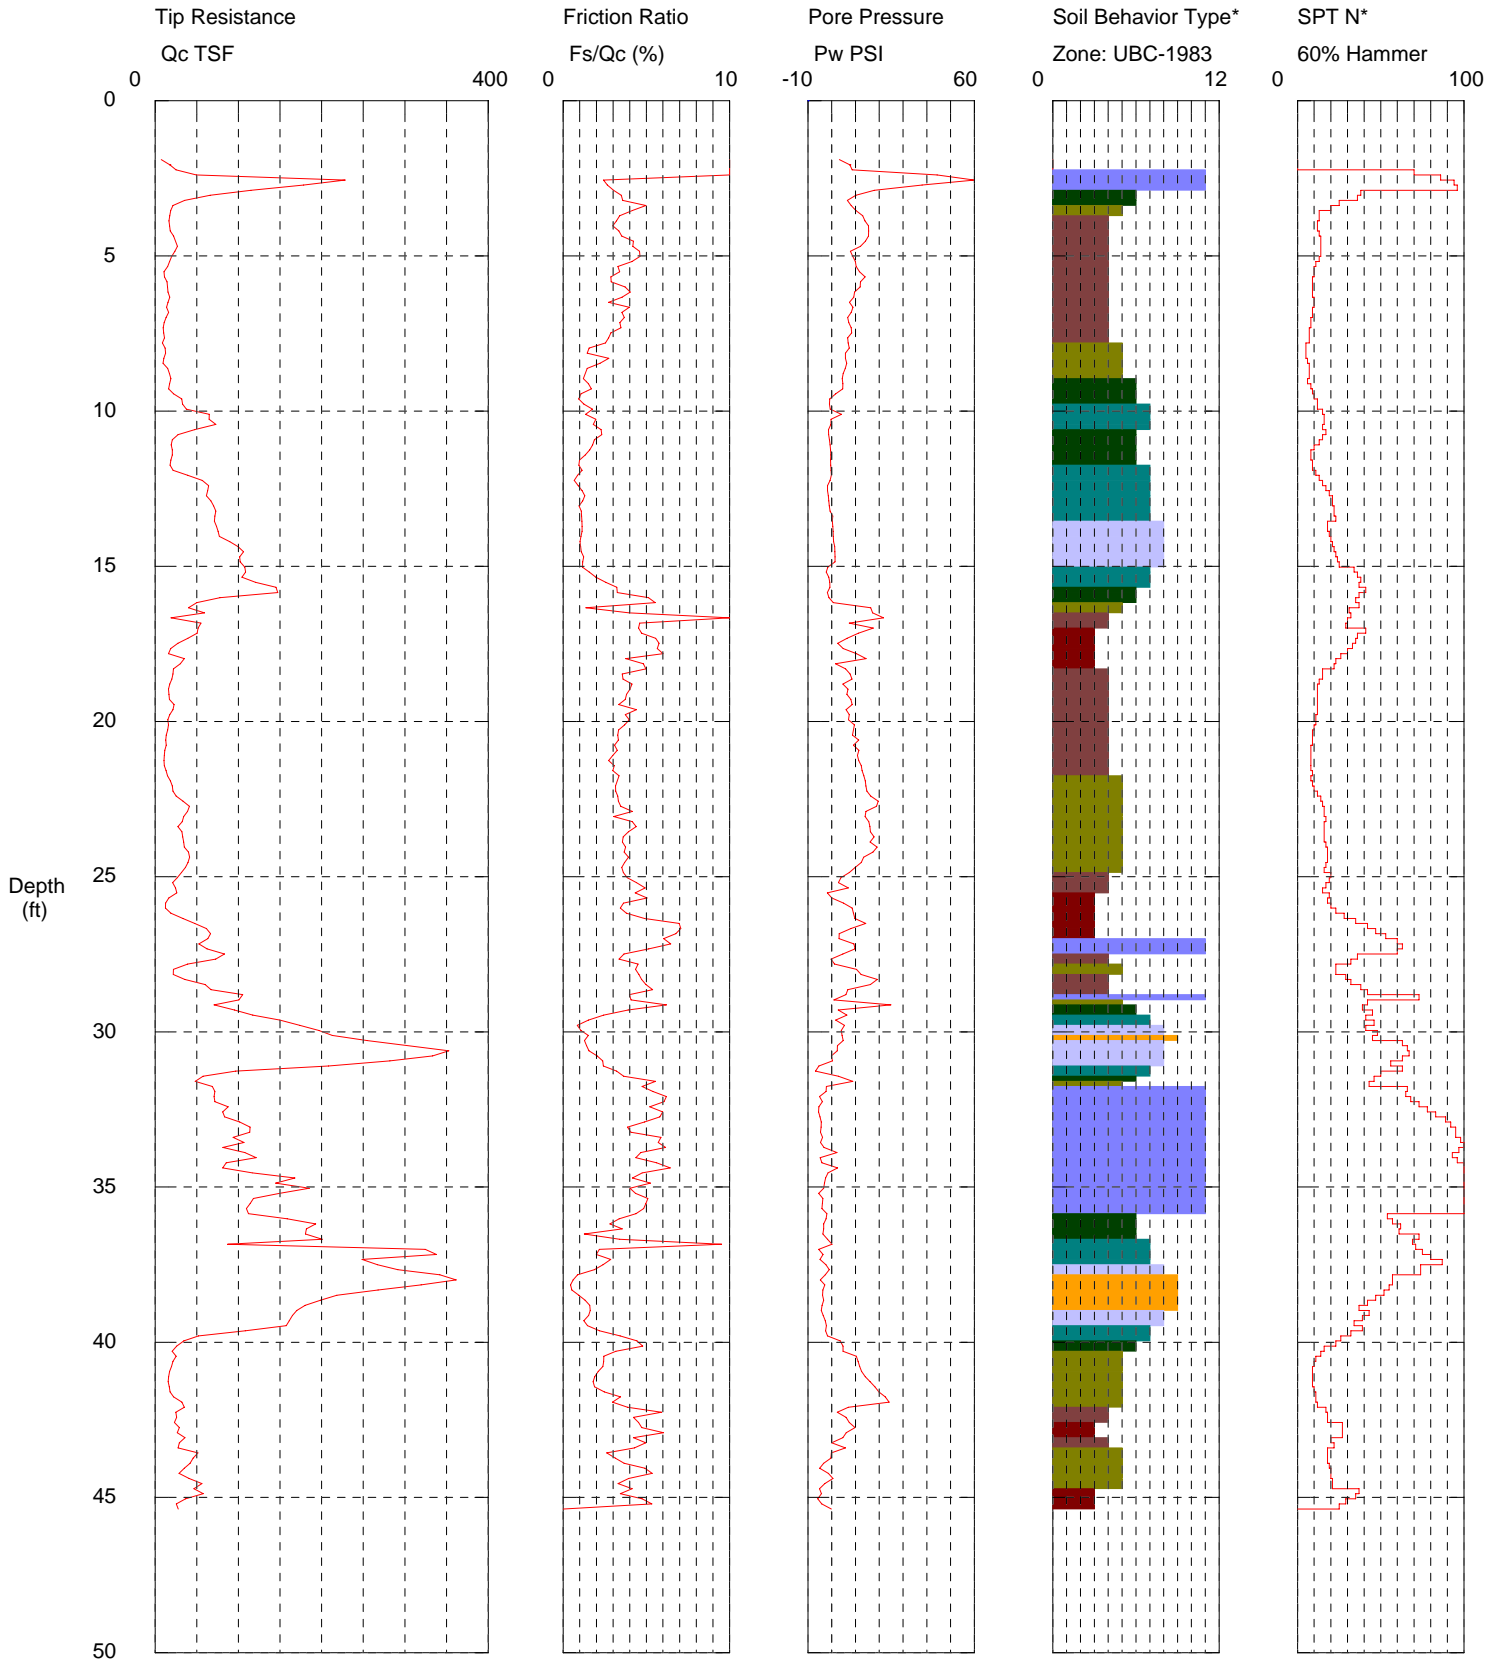 Tip Resistance Friction Ratio Pore Pressure Soil Behavior Type* SPT N*
Qc TSF Fs/Qc (%) Pw PSI Zone: UBC-1983 60% Hammer
0 400 0 10 -10 60 0 12 0 100
0
5
10
15
20
25
Depth
(ft)
30
35
40
45
50